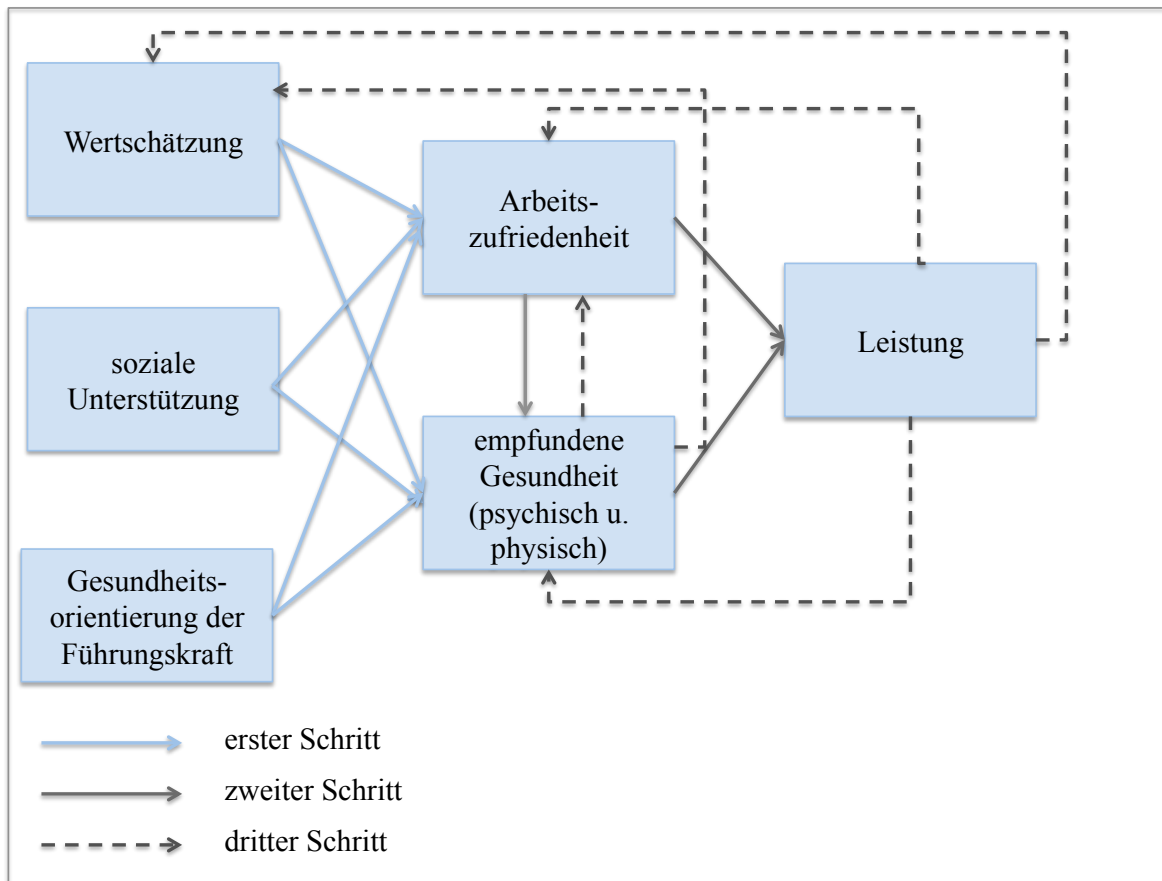 Wertschätzung
Arbeits-
zufriedenheit
soziale
Unterstützung
Leistung
empfundene
Gesundheit
(psychisch u.
physisch)
Gesundheits-
orientierung der
Führungskraft
erster Schritt
zweiter Schritt
dritter Schritt